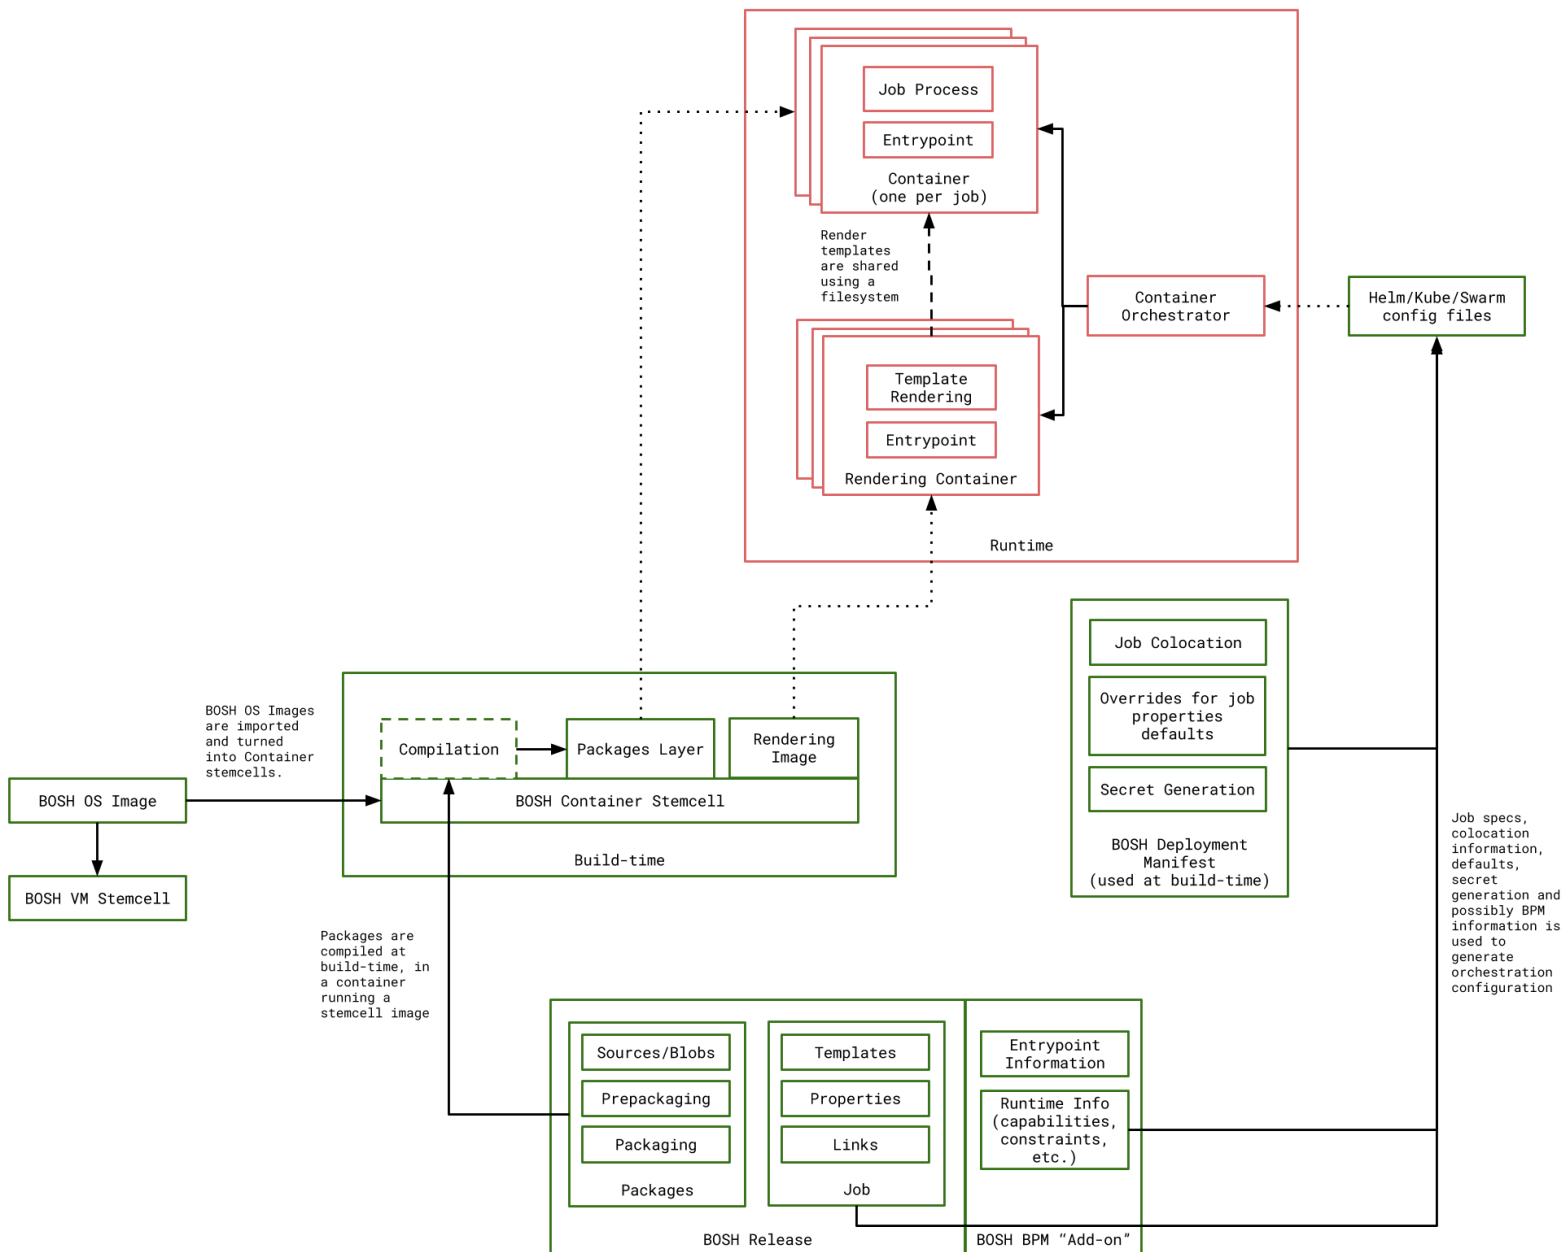 Job Process
Entrypoint
Container
(one per job)
Render
templates
are shared
using a
filesystem
Container
Orchestrator
Helm/Kube/Swarm
config files
Template
Rendering
Entrypoint
Rendering Container
Runtime
Job Colocation
Overrides for job
properties
defaults
Secret Generation
BOSH Deployment
Manifest
(used at build-time)
BOSH OS Images
are imported
and turned
into Container
stemcells.
Compilation
Packages Layer
Rendering
Image
BOSH OS Image
BOSH Container Stemcell
Build-time
BOSH VM Stemcell
Job specs,
colocation
information,
defaults,
secret
generation and
possibly BPM
information is
used to
generate
orchestration
configuration
Packages are
compiled at
build-time, in
a container
running a
stemcell image
Sources/Blobs
Prepackaging
Packaging
Packages
Templates
Properties
Links
Job
BOSH Release
Entrypoint
Information
Runtime Info
(capabilities,
constraints,
etc.)
BOSH BPM “Add-on”